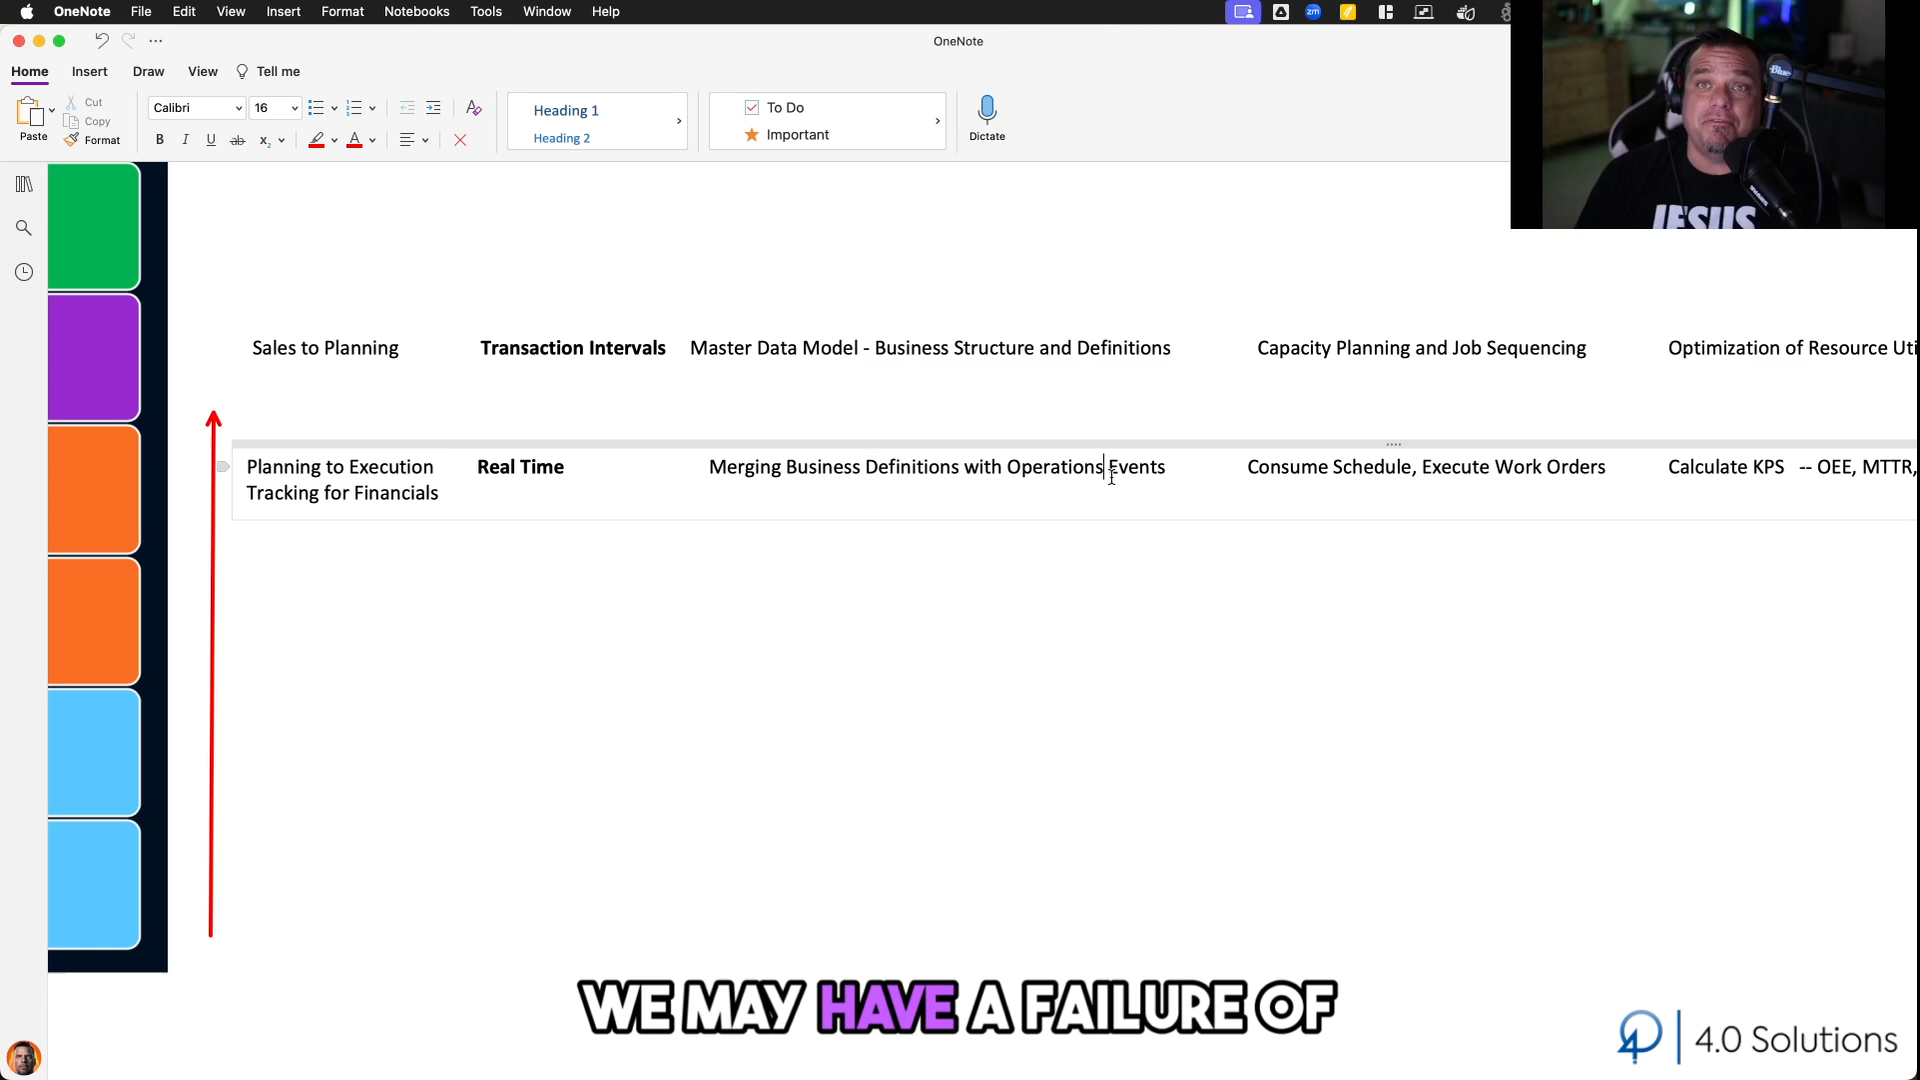 OneNote File Edit View Insert Format Notebooks Tools Window Help
zm
OneNote
Home Insert Draw View Tell me
Paste
Cut
Copy
Format
Calibri 16
B I U ab x₂ A
Heading 1
Heading 2
To Do
Important
Dictate
Blue
JESUS
Sales to Planning Transaction Intervals Master Data Model - Business Structure and Definitions Capacity Planning and Job Sequencing Optimization of Resource Uti
Planning to Execution Real Time Merging Business Definitions with Operations Events Consume Schedule, Execute Work Orders Calculate KPS -- OEE, MTTR,
Tracking for Financials
WE MAY HAVE A FAILURE OF
4.0 Solutions